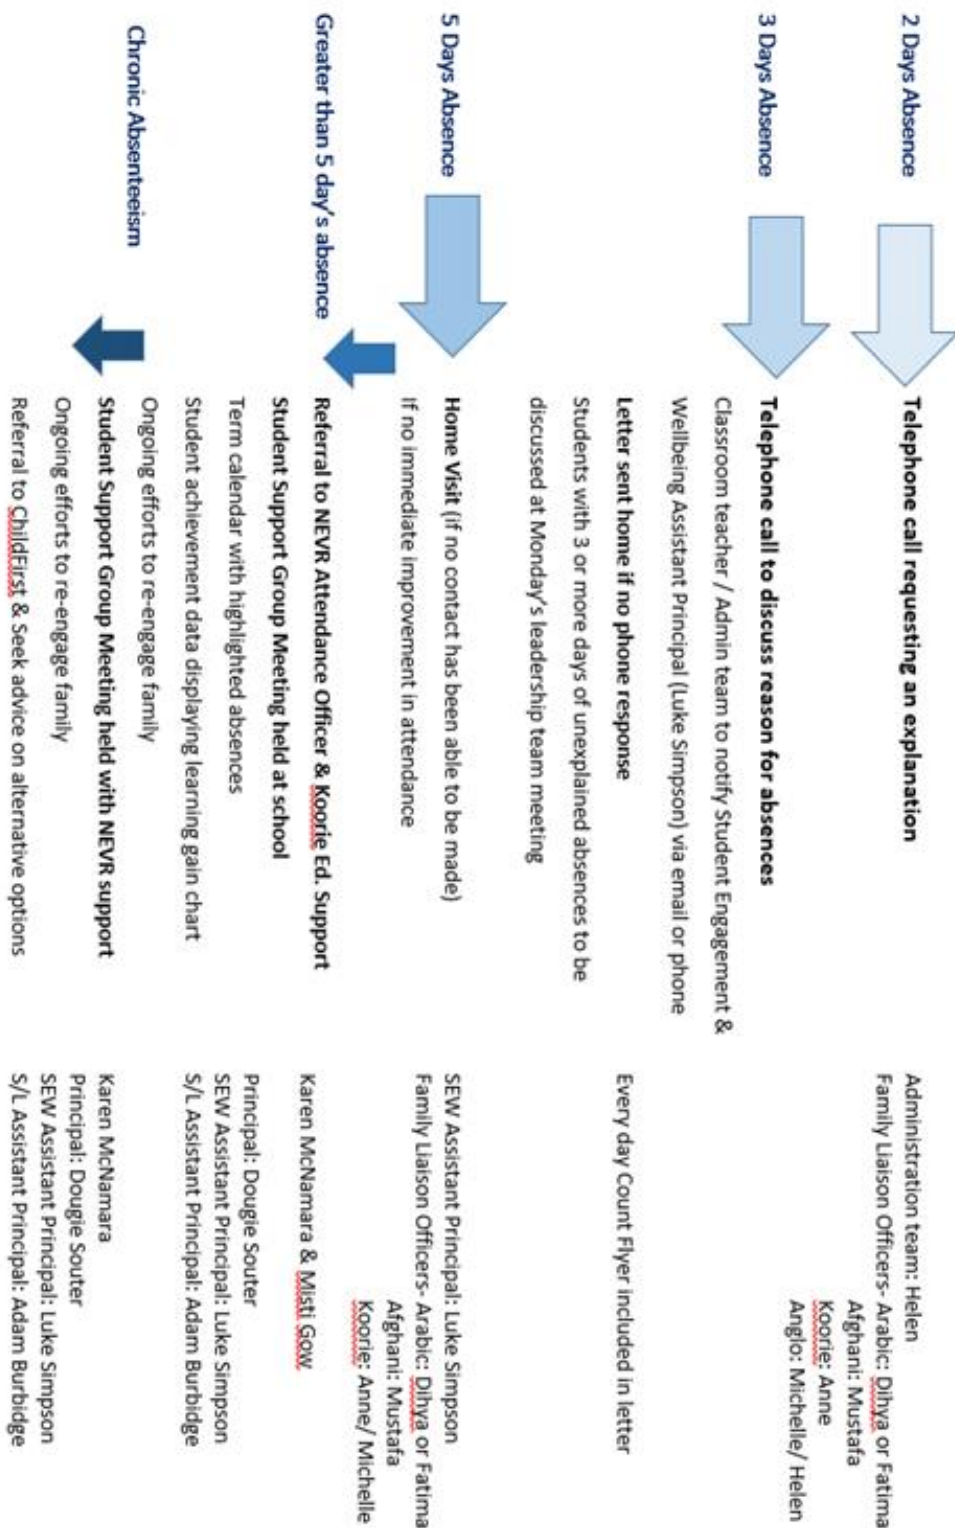 2 Days Absence
Telephone call requesting an explanation
Administration team: Helen
Family Liaison Officers- Arabic: Dihya or Fatima
Afghani: Mustafa
Koorie: Anne
Anglo: Michelle/ Helen
3 Days Absence
Telephone call to discuss reason for absences
Classroom teacher / Admin team to notify Student Engagement &
Wellbeing Assistant Principal (Luke Simpson) via email or phone
Letter sent home if no phone response
Every day Count Flyer included in letter
Students with 3 or more days of unexplained absences to be
discussed at Monday's leadership team meeting
5 Days Absence
Home Visit (if no contact has been able to be made)
If no immediate improvement in attendance
SEW Assistant Principal: Luke Simpson
Family Liaison Officers- Arabic: Dihya or Fatima
Afghani: Mustafa
Koorie: Anne/ Michelle
Greater than 5 day's absence
Referral to NEVR Attendance Officer & Koorie Ed. Support
Karen McNamara & Misti Gow
Student Support Group Meeting held at school
Term calendar with highlighted absences
Student achievement data displaying learning gain chart
Ongoing efforts to re-engage family
Principal: Dougie Souter
SEW Assistant Principal: Luke Simpson
S/L Assistant Principal: Adam Burbidge
Chronic Absenteeism
Student Support Group Meeting held with NEVR support
Ongoing efforts to re-engage family
Referral to ChildFirst & Seek advice on alternative options
Karen McNamara
Principal: Dougie Souter
SEW Assistant Principal: Luke Simpson
S/L Assistant Principal: Adam Burbidge